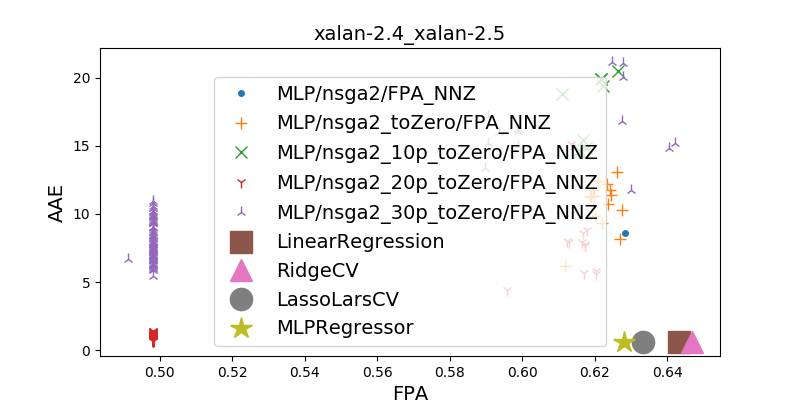 xalan-2.4_xalan-2.5
AAE
20
15
10
5
0
MLP/nsga2/FPA_NNZ
MLP/nsga2_toZero/FPA_NNZ
MLP/nsga2_10p_toZero/FPA_NNZ
MLP/nsga2_20p_toZero/FPA_NNZ
MLP/nsga2_30p_toZero/FPA_NNZ
LinearRegression
RidgeCV
LassoLarsCV
MLPRegressor
0.50 0.52 0.54 0.56 0.58 0.60 0.62 0.64
FPA